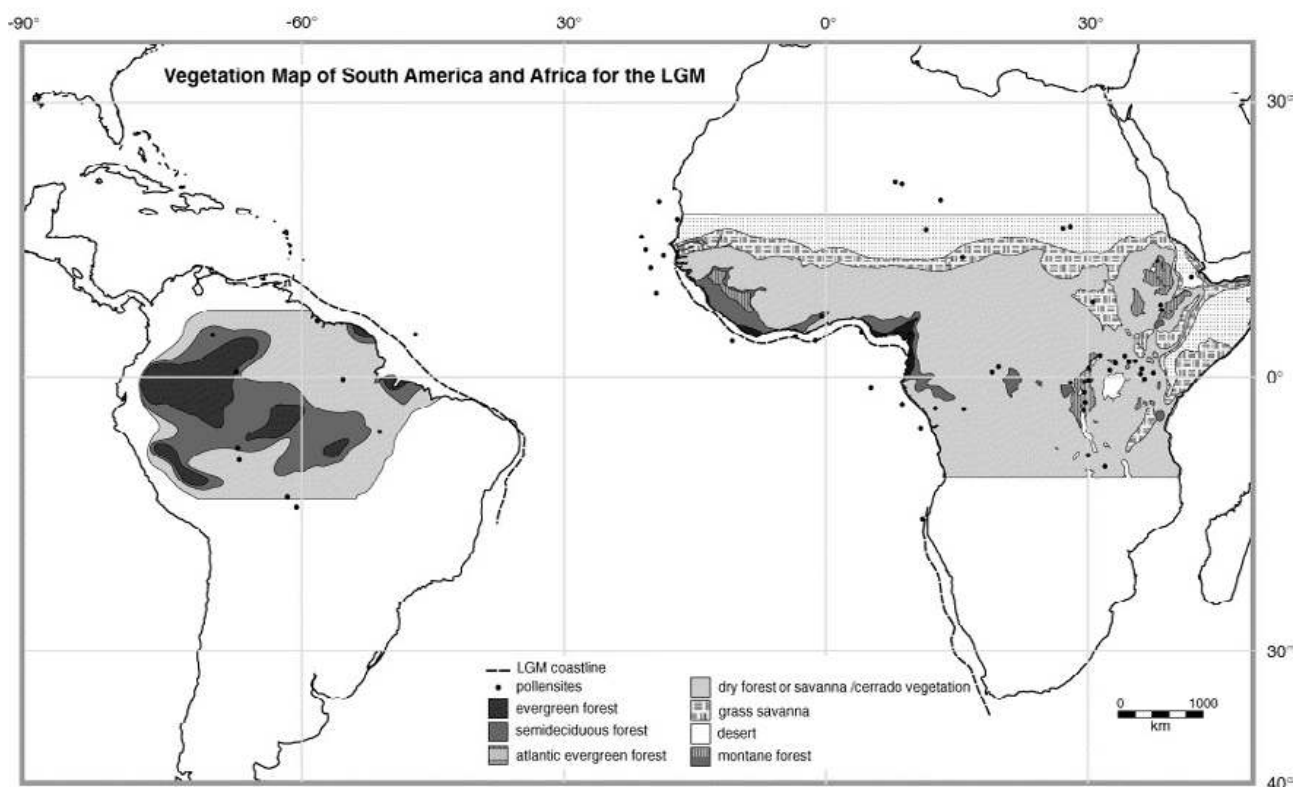 -90° -60° 30° 0° 30°
Vegetation Map of South America and Africa for the LGM
30°
0°
30°
40°
LGM coastline
pollensites
evergreen forest
semideciduous forest
atlantic evergreen forest
dry forest or savanna /cerrado vegetation
grass savanna
desert
montane forest
0 1000
km